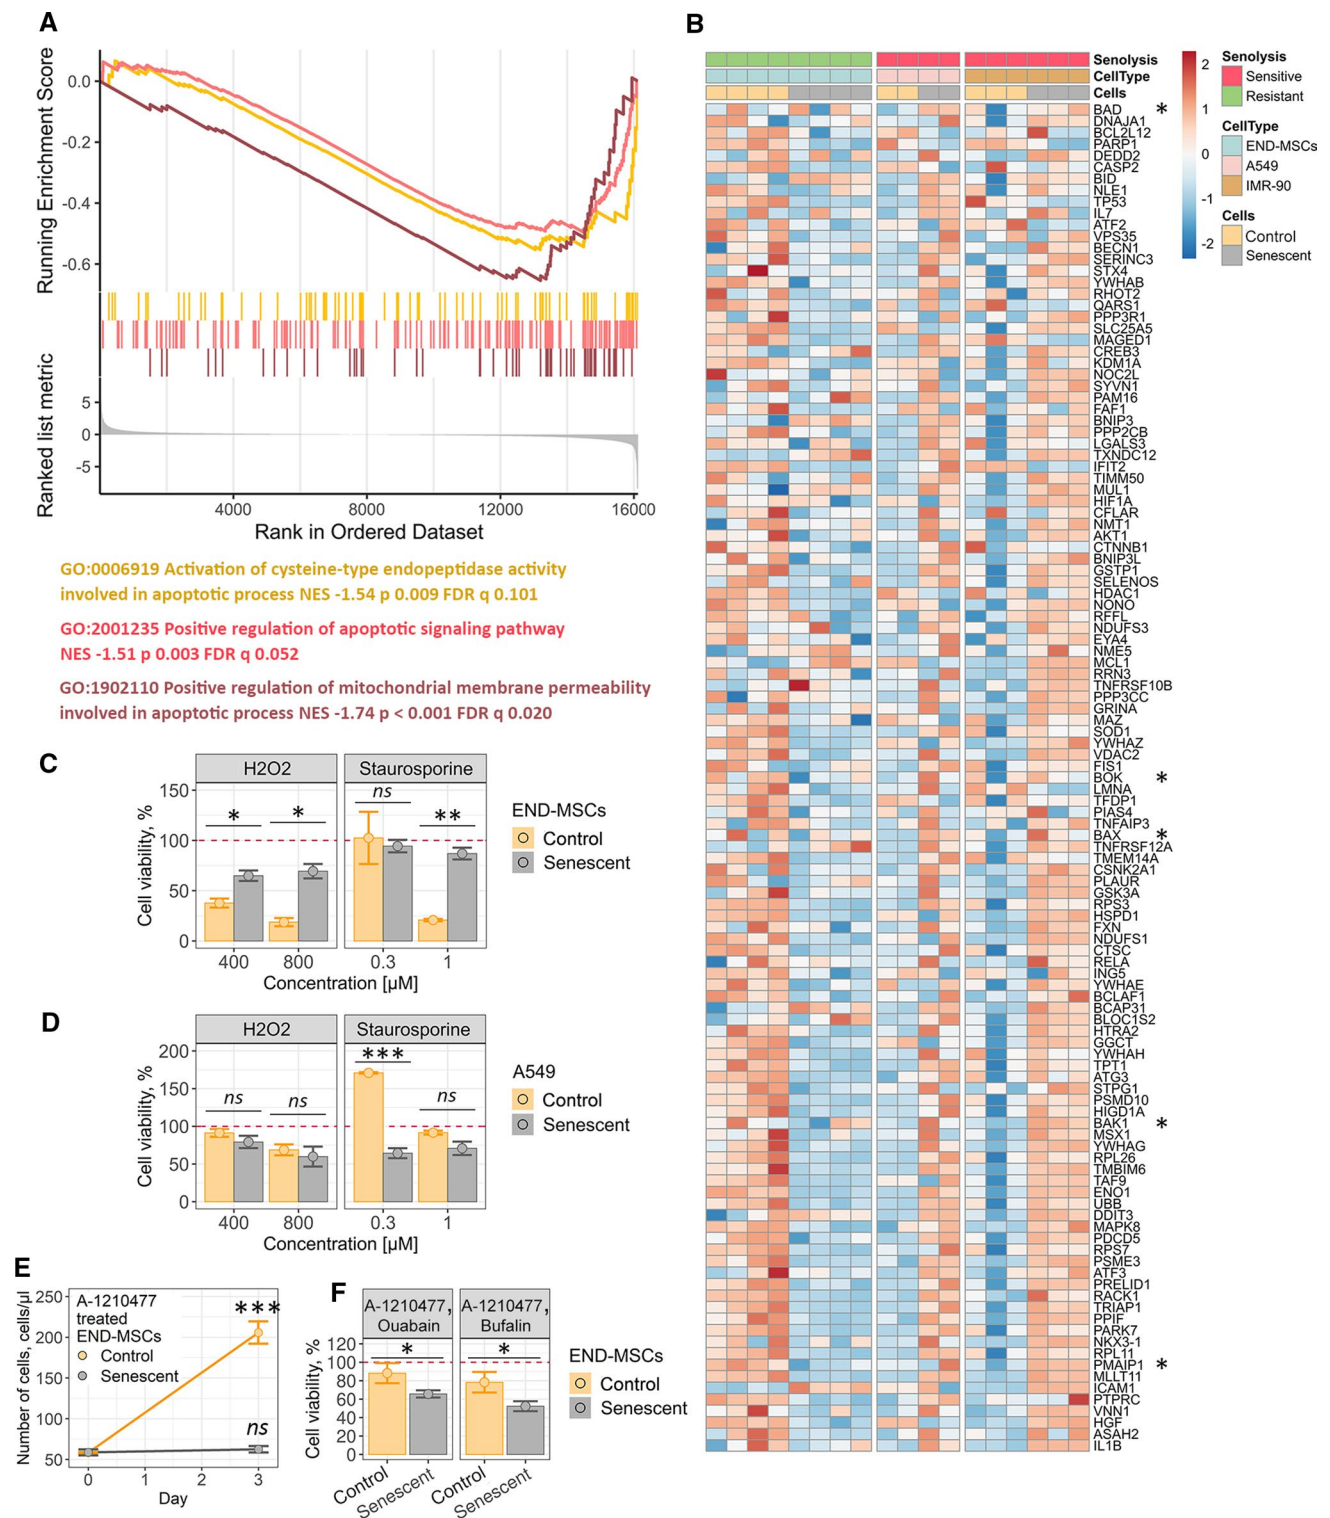 A
Running Enrichment Score
0.0
-0.2
-0.4
-0.6
Ranked list metric
5
0
-5
4000
8000
12000
16000
Rank in Ordered Dataset
GO:0006919 Activation of cysteine-type endopeptidase activity
involved in apoptotic process NES -1.54 p 0.009 FDR q 0.101
GO:2001235 Positive regulation of apoptotic signaling pathway
NES -1.51 p 0.003 FDR q 0.052
GO:1902110 Positive regulation of mitochondrial membrane permeability
involved in apoptotic process NES -1.74 p < 0.001 FDR q 0.020
B
Senolysis
CellType
Cells
BAD *
DNAJA1
BCL2L12
PARP1
DEDD2
CASP2
BID
NLE1
TP53
IL7
ATF2
VPS35
BECN1
SERINC3
STX4
YWHAB
RHOT2
QARS1
PPP3R1
SLC25A5
MAGED1
CREB3
KDM1A
NOC2L
SYVN1
PAM16
FAF1
BNIP3
PPP2CB
LGALS3
TXNDC12
IFIT2
TIMM50
MUL1
HIF1A
CFLAR
NMT1
AKT1
CTNNB1
BNIP3L
GSTP1
SELENOS
HDAC1
NONO
RFFL
NDUFS3
EYA4
NME5
MCL1
RRN3
TNFRSF10B
PPP3CC
GRINA
MAZ
SOD1
YWHAZ
VDAC2
FIS1
BOK *
LMNA
TFDP1
PIAS4
TNFAIP3
BAX *
TNFRSF12A
TMEM14A
CSNK2A1
PLAUR
GSK3A
RPS3
HSPD1
FXN
NDUFS1
CTSC
RELA
ING5
YWHAE
BCLAF1
BCAP31
BLOC1S2
HTRA2
GGCT
YWHAH
TPT1
ATG3
STPG1
PSMD10
HIGD1A
BAK1 *
MSX1
YWHAG
RPL26
TMBIM6
TAF9
ENO1
UBB
DDIT3
MAPK8
PDCD5
RPS7
PSME3
ATF3
PRELID1
RACK1
TRIAP1
PPIF
PARK7
NKX3-1
RPL11
PMAIP1 *
MLLT11
ICAM1
PTPRC
VNN1
HGF
ASAH2
IL1B
2
1
0
-1
-2
Senolysis
Sensitive
Resistant
CellType
END-MSCs
A549
IMR-90
Cells
Control
Senescent
C
H2O2
Staurosporine
Cell viability, %
150
100
50
0
* * ns **
400
800
0.3
1
Concentration [µM]
END-MSCs
Control
Senescent
D
H2O2
Staurosporine
Cell viability, %
200
150
100
50
0
ns ns *** ns
400
800
0.3
1
Concentration [µM]
A549
Control
Senescent
E
Number of cells, cells/µl
250
200
150
100
50
A-1210477
treated
END-MSCs
Control
Senescent
***
ns
0
1
2
3
Day
F
A-1210477,
Ouabain
A-1210477,
Bufalin
Cell viability, %
120
100
80
60
40
20
0
* *
Control
Senescent
Control
Senescent
END-MSCs
Control
Senescent